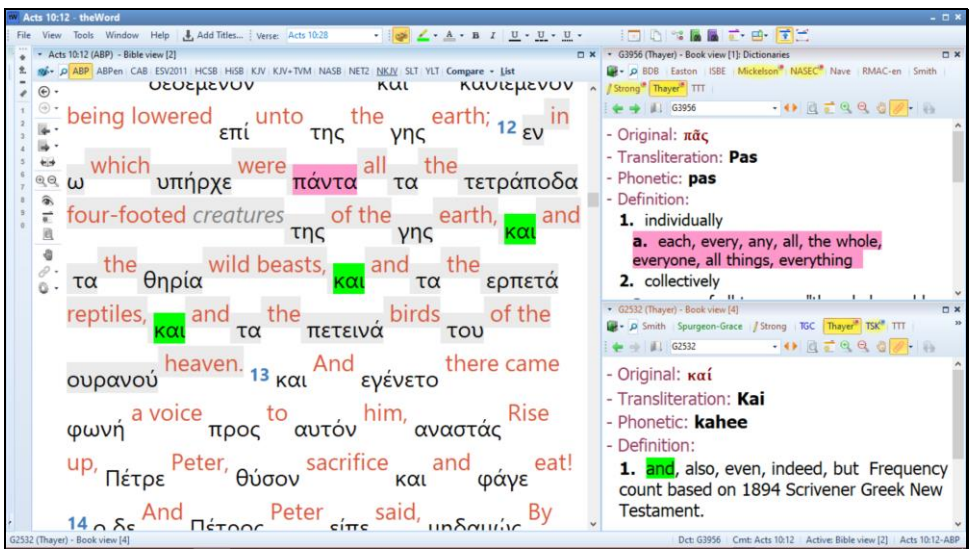 Acts 10:12 - theWord
File View Tools Window Help Add Titles... Verse: Acts 10:28 B I U U U
Acts 10:12 (ABP) - Bible view [2]
ABP ABPen CAB ESV2011 HCSB HiSB KJV KJV+TVM NASB NET2 NKJV SLT YLT Compare List
δεδεμένον και καθιέμενον
being lowered επί unto της the γης earth; 12 εν in
ω which υπήρχε were πάντα all τα the τετράποδα
four-footed creatures της of the γης earth, και and
τα the θηρία wild beasts, και and τα the ερπετά
reptiles, και and τα the πετεινά birds του of the
ουρανού heaven. 13 και And εγένετο there came
φωνή a voice προς to αυτόν him, αναστάς Rise
up, Πέτρε Peter, θύσον sacrifice και and φάγε eat!
14 ο δε And Πέτρος Peter είπε said, μηδαμώς By
G3956 (Thayer) - Book view [1]: Dictionaries
BDB Easton ISBE Mickelson NASEC Nave RMAC-en Smith
Strong Thayer TTT
G3956
- Original: πᾶς
- Transliteration: Pas
- Phonetic: pas
- Definition:
1. individually
a. each, every, any, all, the whole,
everyone, all things, everything
2. collectively
G2532 (Thayer) - Book view [4]
Smith Spurgeon-Grace Strong TGC Thayer TSK TTT
G2532
- Original: καί
- Transliteration: Kai
- Phonetic: kahee
- Definition:
1. and, also, even, indeed, but Frequency
count based on 1894 Scrivener Greek New
Testament.
G2532 (Thayer) - Book view [4] Dct: G3956 Cmt: Acts 10:12 Active: Bible view [2] Acts 10:12-ABP